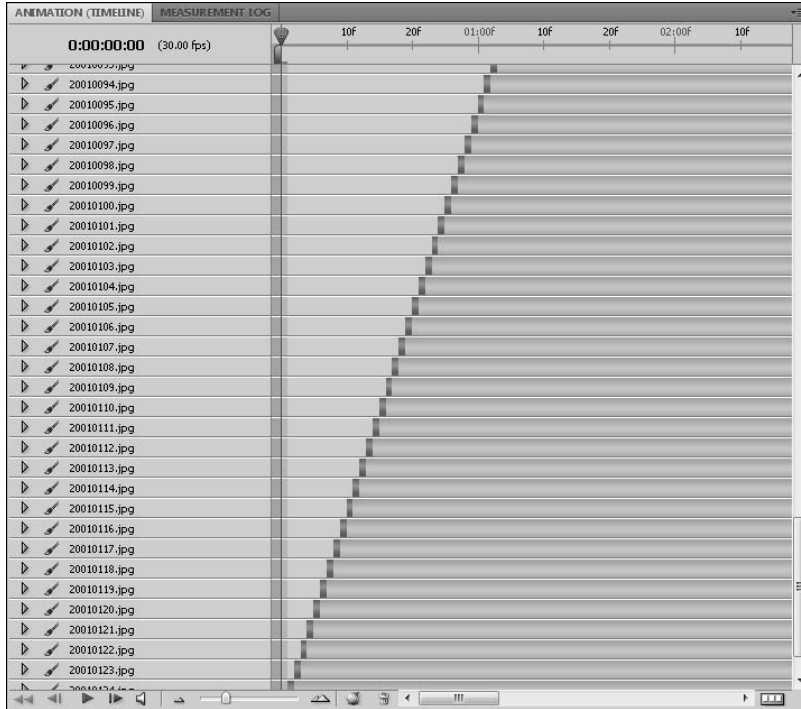 ANIMATION (TIMELINE) MEASUREMENT LOG
0:00:00:00 (30.00 fps) 10f 20f 01:00f 10f 20f 02:00f 10f
20010093.jpg
20010094.jpg
20010095.jpg
20010096.jpg
20010097.jpg
20010098.jpg
20010099.jpg
20010100.jpg
20010101.jpg
20010102.jpg
20010103.jpg
20010104.jpg
20010105.jpg
20010106.jpg
20010107.jpg
20010108.jpg
20010109.jpg
20010110.jpg
20010111.jpg
20010112.jpg
20010113.jpg
20010114.jpg
20010115.jpg
20010116.jpg
20010117.jpg
20010118.jpg
20010119.jpg
20010120.jpg
20010121.jpg
20010122.jpg
20010123.jpg
20010124.jpg